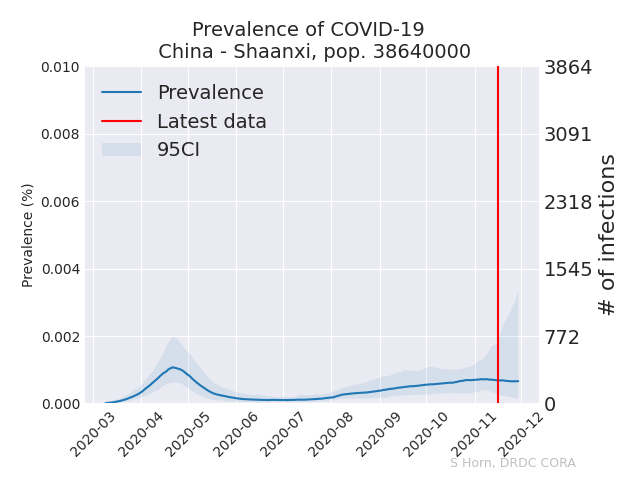 Prevalence of COVID-19
China - Shaanxi, pop. 38640000
Prevalence
Latest data
95CI
Prevalence (%)
0.010
0.008
0.006
0.004
0.002
0.000
3864
3091
2318
1545
772
0
# of infections
2020-03
2020-04
2020-05
2020-06
2020-07
2020-08
2020-09
2020-10
2020-11
2020-12
S Horn, DRDC CORA